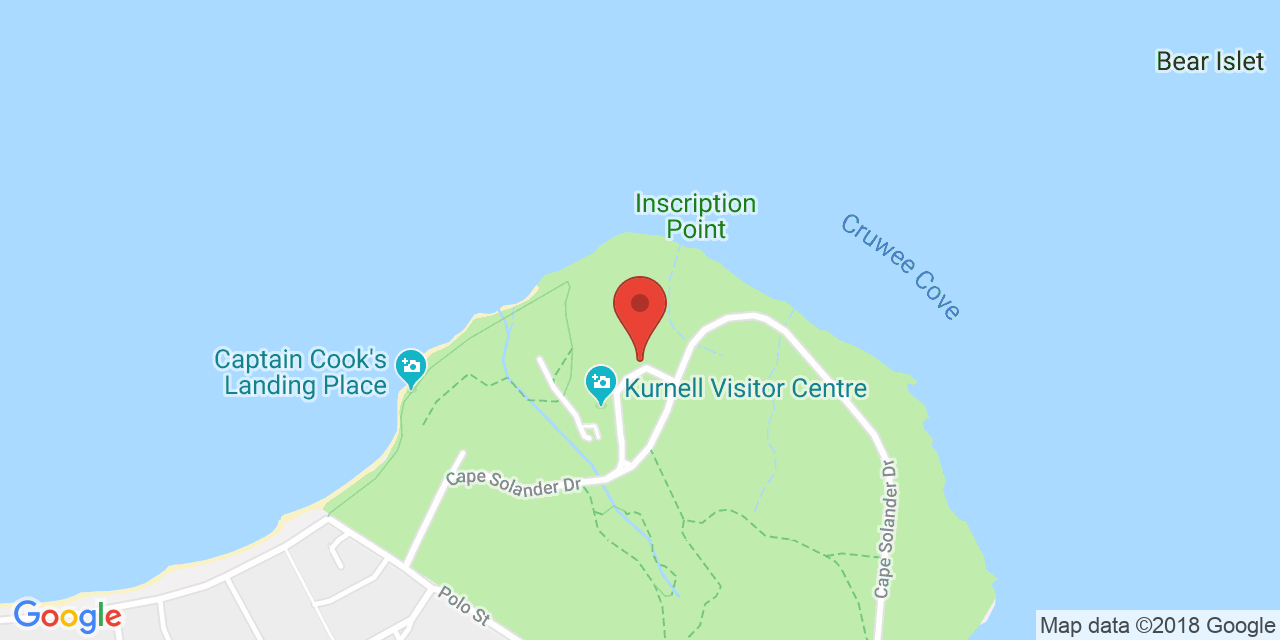 Bear Islet
Inscription
Point
Cruwee Cove
Captain Cook's
Landing Place
Kurnell Visitor Centre
Cape Solander Dr
Cape Solander Dr
Polo St
Google
Map data ©2018 Google